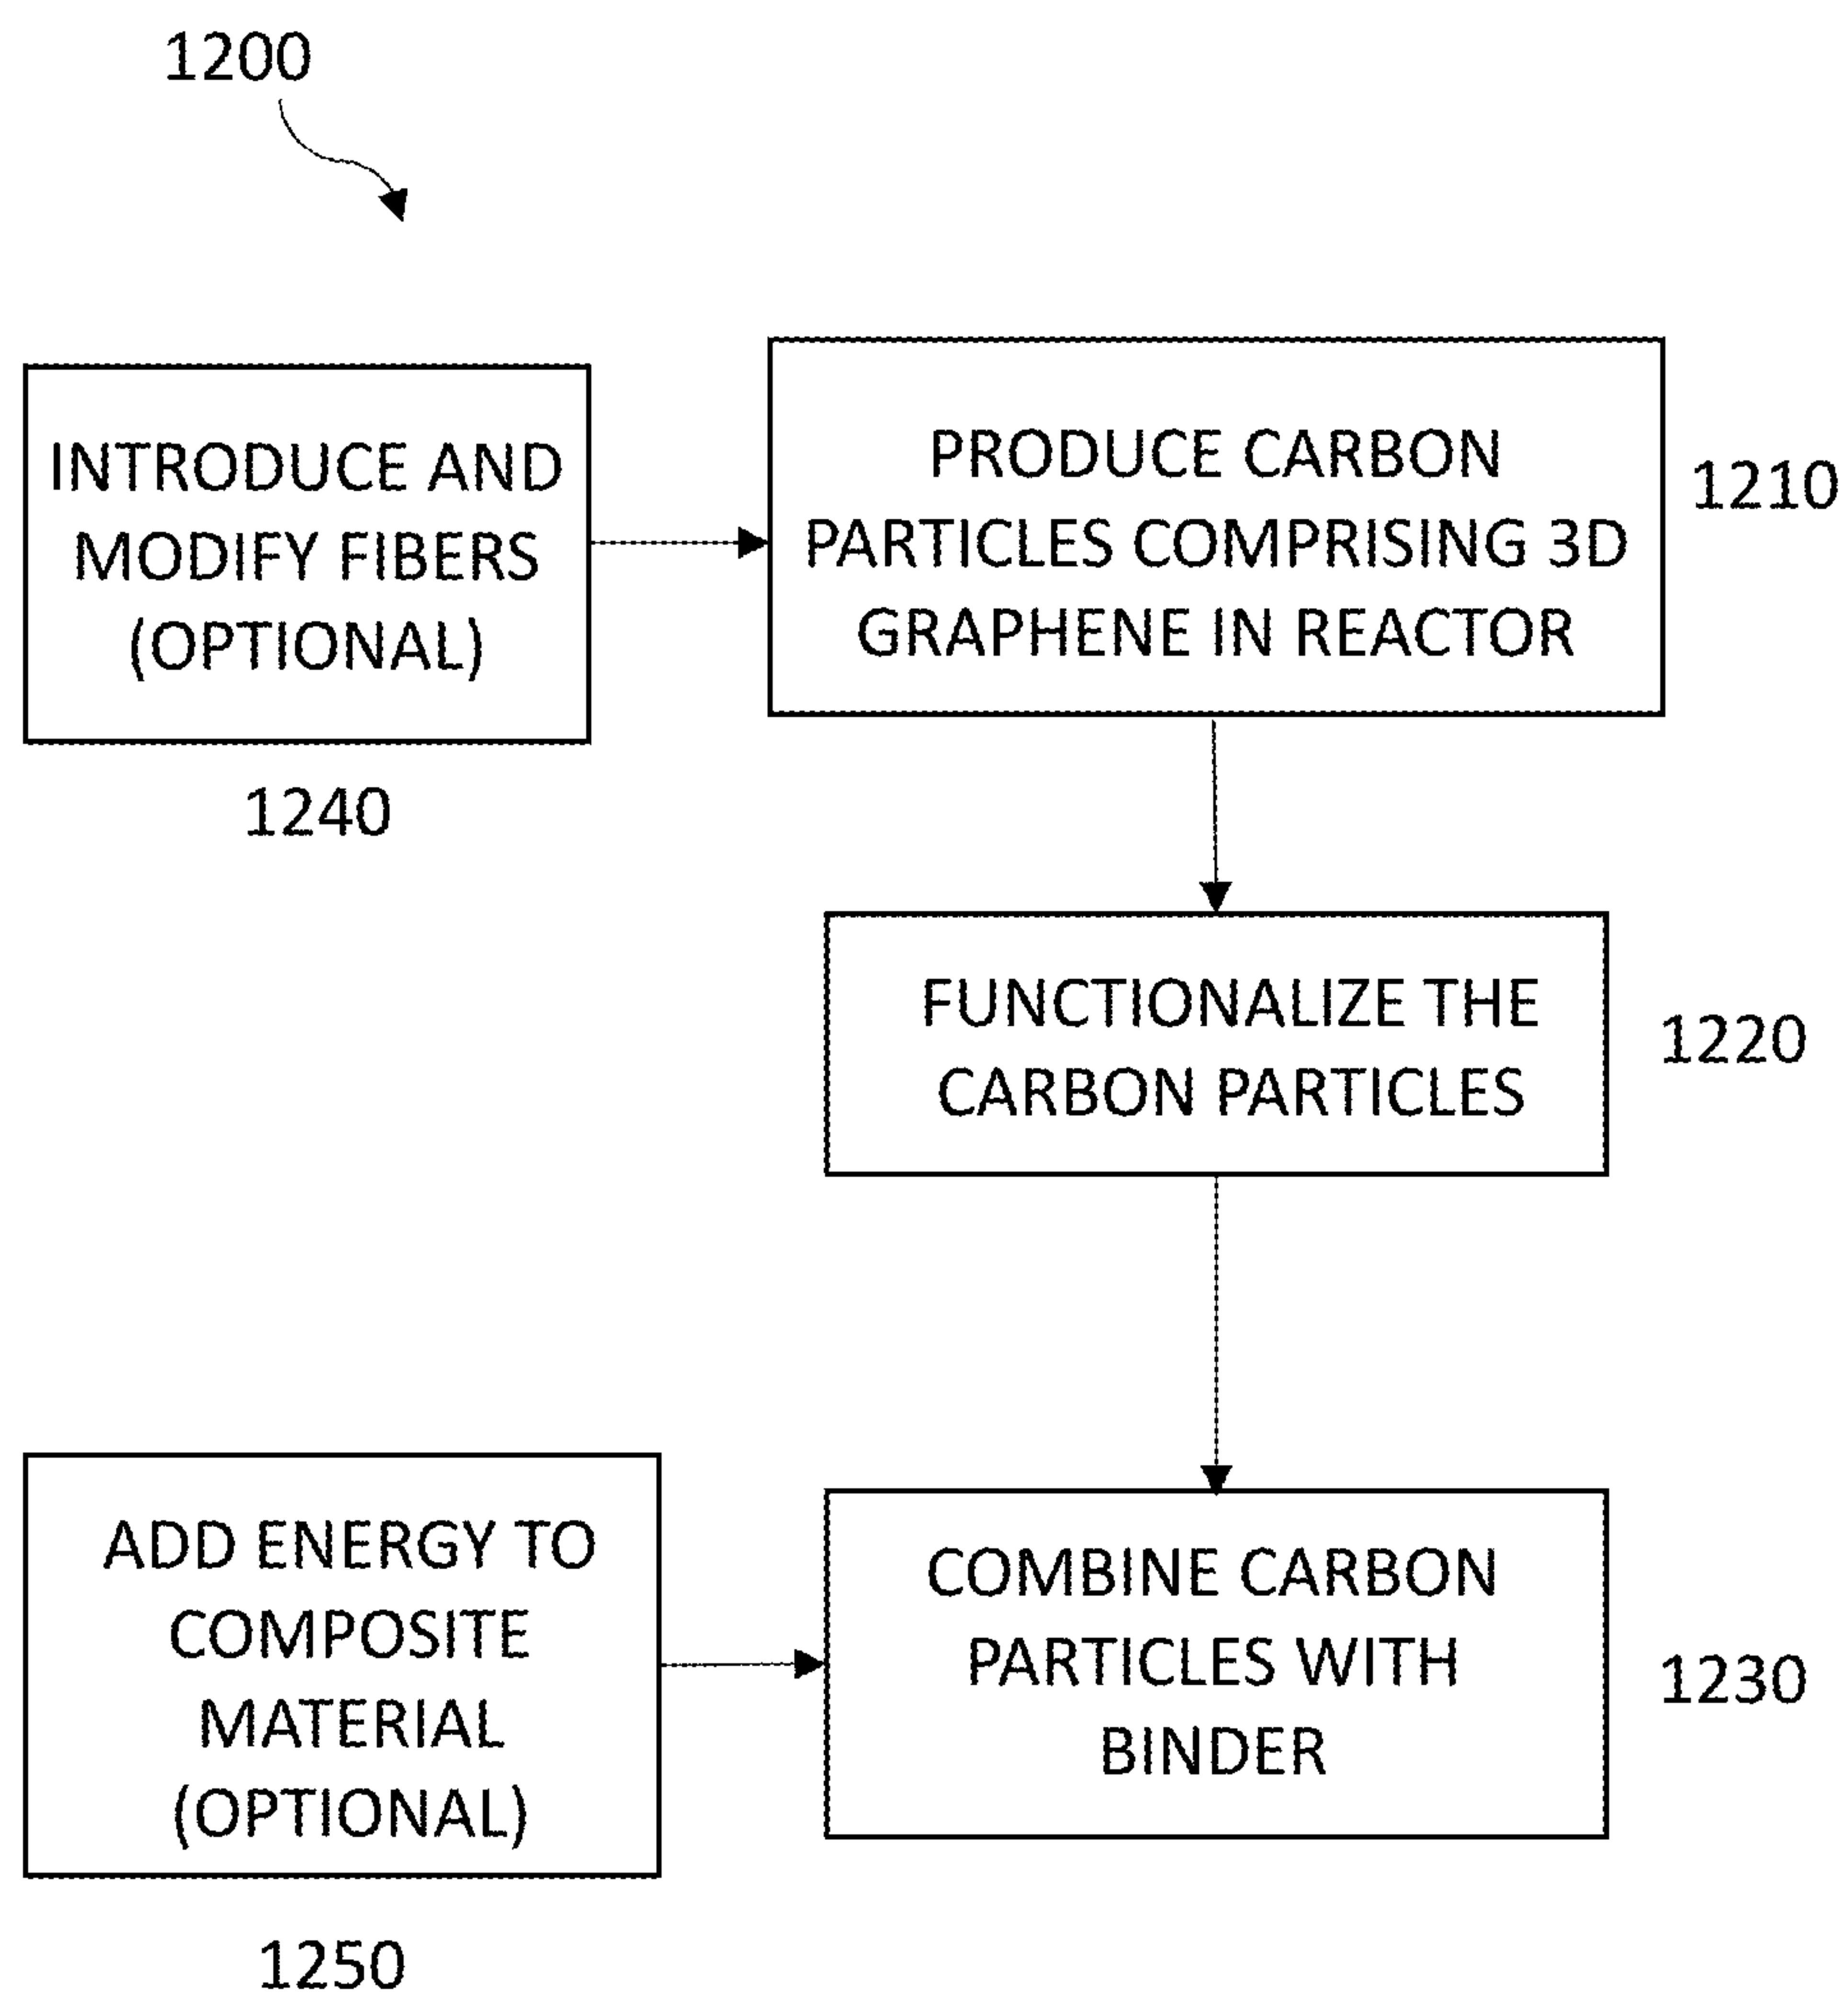 1200
INTRODUCE AND
MODIFY FIBERS
(OPTIONAL)
1240
PRODUCE CARBON
PARTICLES COMPRISING 3D
GRAPHENE IN REACTOR
1210
FUNCTIONALIZE THE
CARBON PARTICLES
1220
ADD ENERGY TO
COMPOSITE
MATERIAL
(OPTIONAL)
1250
COMBINE CARBON
PARTICLES WITH
BINDER
1230